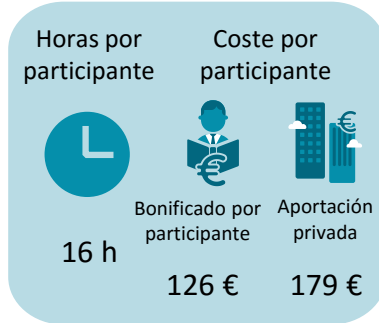 Horas por
participante
Coste por
participante
16 h
Bonificado por
participante
126 €
Aportación
privada
179 €